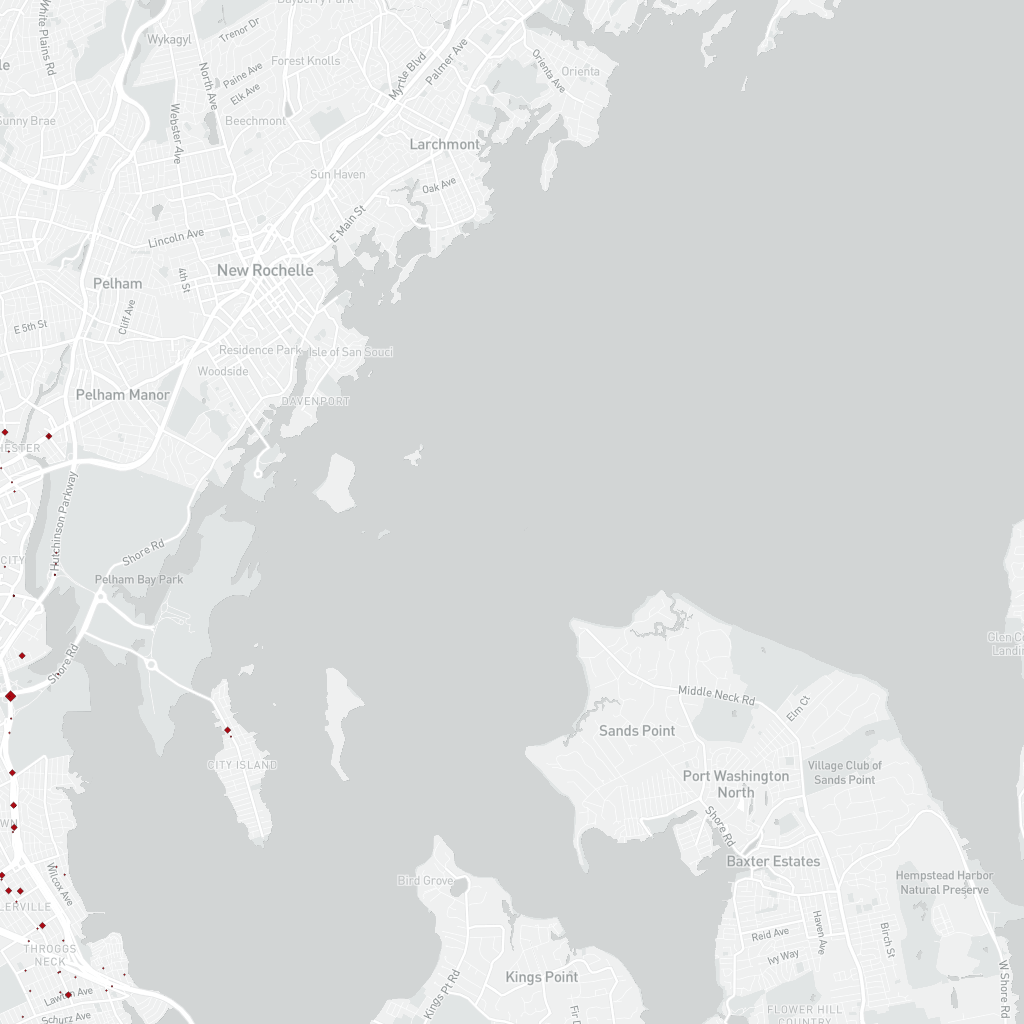 Wykagyl
Trenor Dr
White Plains Rd
Forest Knolls
Myrtle Blvd
Palmer Ave
Orienta Ave
Orienta
Paine Ave
North Ave
Elk Ave
Beechmont
Webster Ave
Larchmont
Sun Haven
Oak Ave
E Main St
Lincoln Ave
New Rochelle
4th St
Pelham
Cliff Ave
E 5th St
Residence Park
Isle of San Souci
Woodside
Pelham Manor
DAVENPORT
Hutchinson Parkway
CITY
Shore Rd
Pelham Bay Park
Shore Rd
Middle Neck Rd
Elm Ct
Sands Point
CITY ISLAND
Port Washington
North
Village Club of
Sands Point
Shore Rd
Baxter Estates
Bird Grove
Hempstead Harbor
Natural Preserve
Wilcox Ave
THROGGS
NECK
Reid Ave
Ivy Way
Haven Ave
Birch St
W Shore Rd
Kings Point
Kings Pt Rd
Lawton Ave
Schurz Ave
FLOWER HILL
COUNTRY